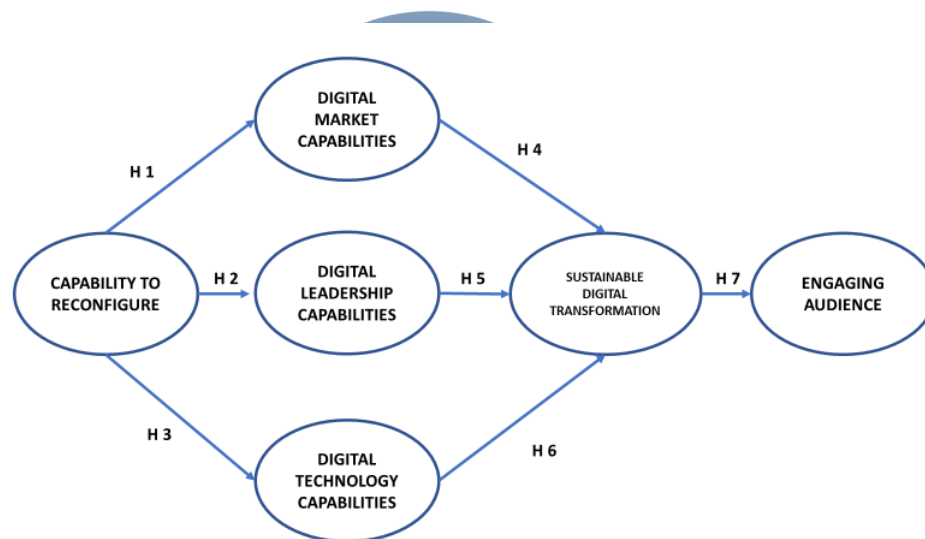 DIGITAL
MARKET
CAPABILITIES
H 1
H 4
CAPABILITY TO
RECONFIGURE
H 2
DIGITAL
LEADERSHIP
CAPABILITIES
H 5
SUSTAINABLE
DIGITAL
TRANSFORMATION
H 7
ENGAGING
AUDIENCE
H 3
H 6
DIGITAL
TECHNOLOGY
CAPABILITIES